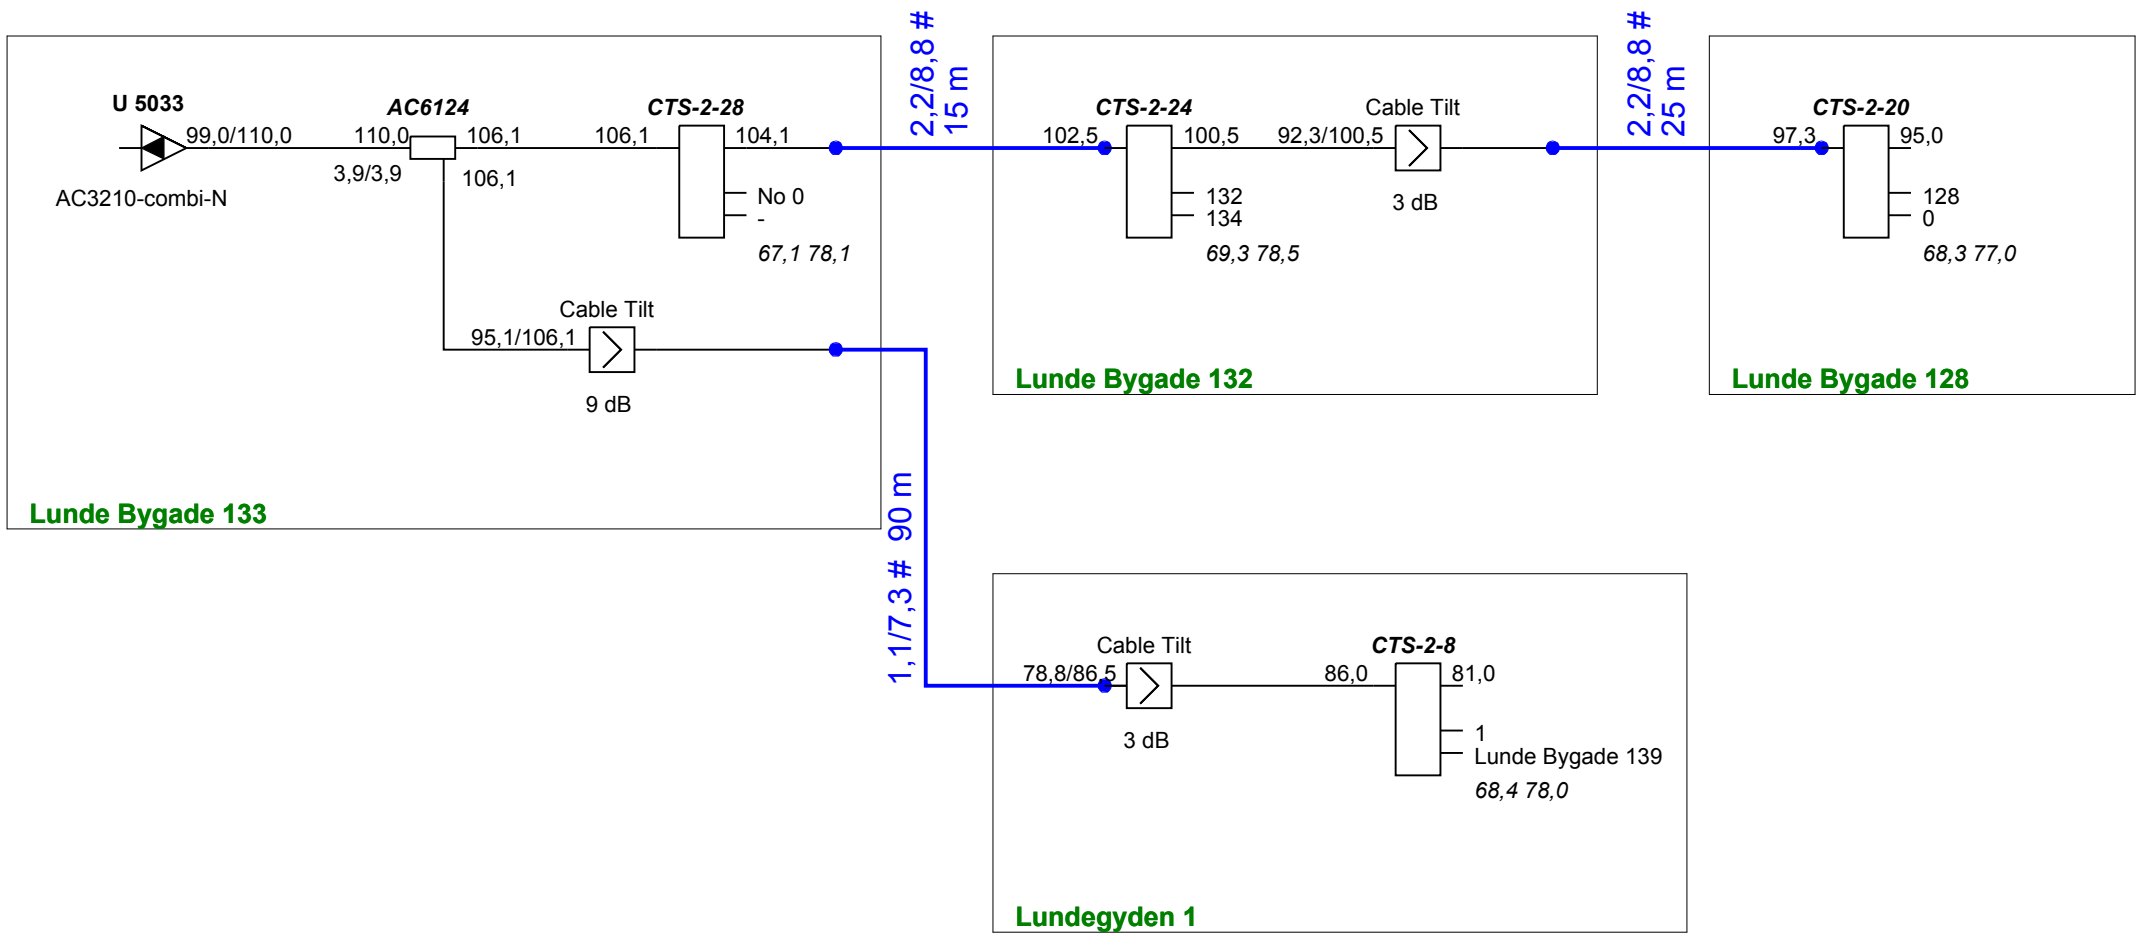 U 5033
99,0/110,0
AC3210-combi-N
AC6124
110,0
106,1
3,9/3,9
106,1
CTS-2-28
106,1
104,1
No 0
-
67,1 78,1
Cable Tilt
95,1/106,1
9 dB
Lunde Bygade 133
2,2/8,8 #
15 m
CTS-2-24
102,5
100,5
132
134
69,3 78,5
Cable Tilt
92,3/100,5
3 dB
Lunde Bygade 132
2,2/8,8 #
25 m
CTS-2-20
97,3
95,0
128
0
68,3 77,0
Lunde Bygade 128
1,1/7,3 # 90 m
Cable Tilt
78,8/86,5
3 dB
CTS-2-8
86,0
81,0
1
Lunde Bygade 139
68,4 78,0
Lundegyden 1